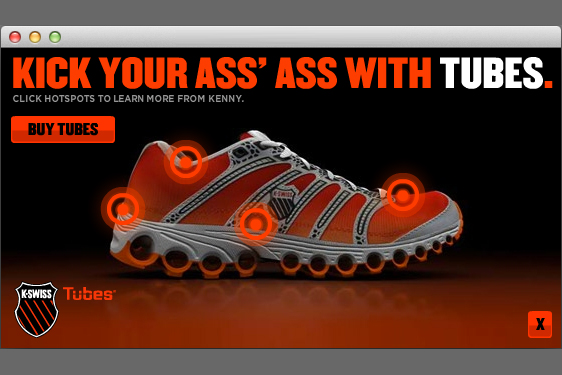 KICK YOUR ASS' ASS WITH TUBES.
CLICK HOTSPOTS TO LEARN MORE FROM KENNY.
BUY TUBES
K·SWISS
K·SWISS
Tubes
X